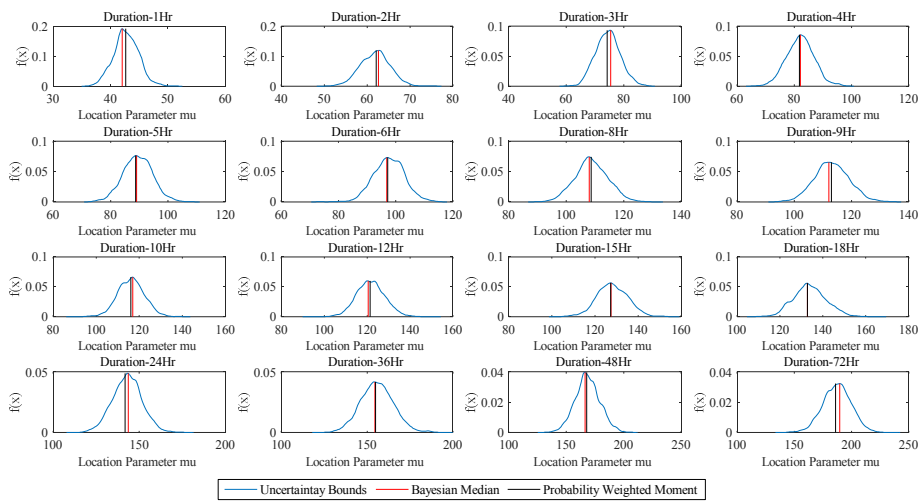 Duration-1Hr Duration-2Hr Duration-3Hr Duration-4Hr
f(x) 0.2 0.1 0 f(x) 0.2 0.1 0 f(x) 0.1 0.05 0 f(x) 0.1 0.05 0
30 40 50 60 40 50 60 70 80 40 60 80 100 60 80 100 120
Location Parameter mu Location Parameter mu Location Parameter mu Location Parameter mu
Duration-5Hr Duration-6Hr Duration-8Hr Duration-9Hr
f(x) 0.1 0.05 0 f(x) 0.1 0.05 0 f(x) 0.1 0.05 0 f(x) 0.1 0.05 0
60 80 100 120 60 80 100 120 80 100 120 140 80 100 120 140
Location Parameter mu Location Parameter mu Location Parameter mu Location Parameter mu
Duration-10Hr Duration-12Hr Duration-15Hr Duration-18Hr
f(x) 0.1 0.05 0 f(x) 0.1 0.05 0 f(x) 0.1 0.05 0 f(x) 0.1 0.05 0
80 100 120 140 160 80 100 120 140 160 80 100 120 140 160 100 120 140 160 180
Location Parameter mu Location Parameter mu Location Parameter mu Location Parameter mu
Duration-24Hr Duration-36Hr Duration-48Hr Duration-72Hr
f(x) 0.05 0 f(x) 0.05 0 f(x) 0.04 0.02 0 f(x) 0.04 0.02 0
100 150 200 100 150 200 100 150 200 250 100 150 200 250
Location Parameter mu Location Parameter mu Location Parameter mu Location Parameter mu
Uncertaintay Bounds Bayesian Median Probability Weighted Moment